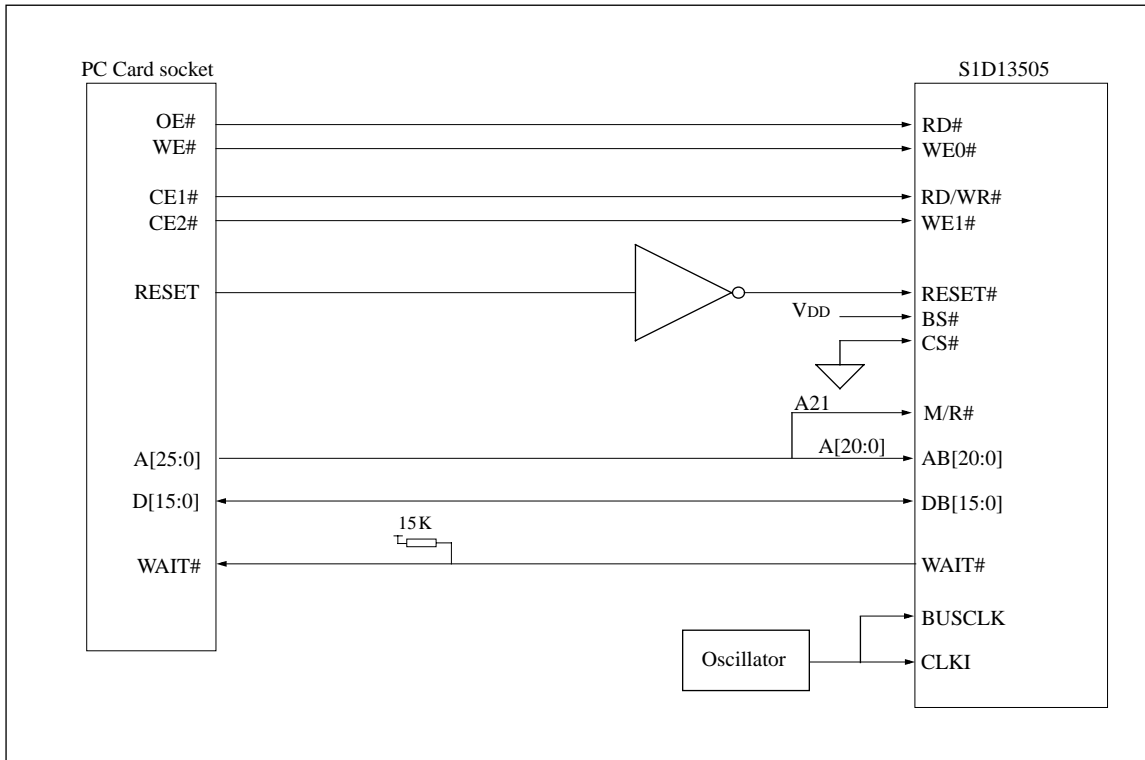 PC Card socket
S1D13505
OE#
RD#
WE#
WE0#
CE1#
RD/WR#
CE2#
WE1#
RESET
RESET#
VDD
BS#
CS#
A21
M/R#
A[25:0]
A[20:0]
AB[20:0]
D[15:0]
DB[15:0]
15K
WAIT#
WAIT#
BUSCLK
Oscillator
CLKI